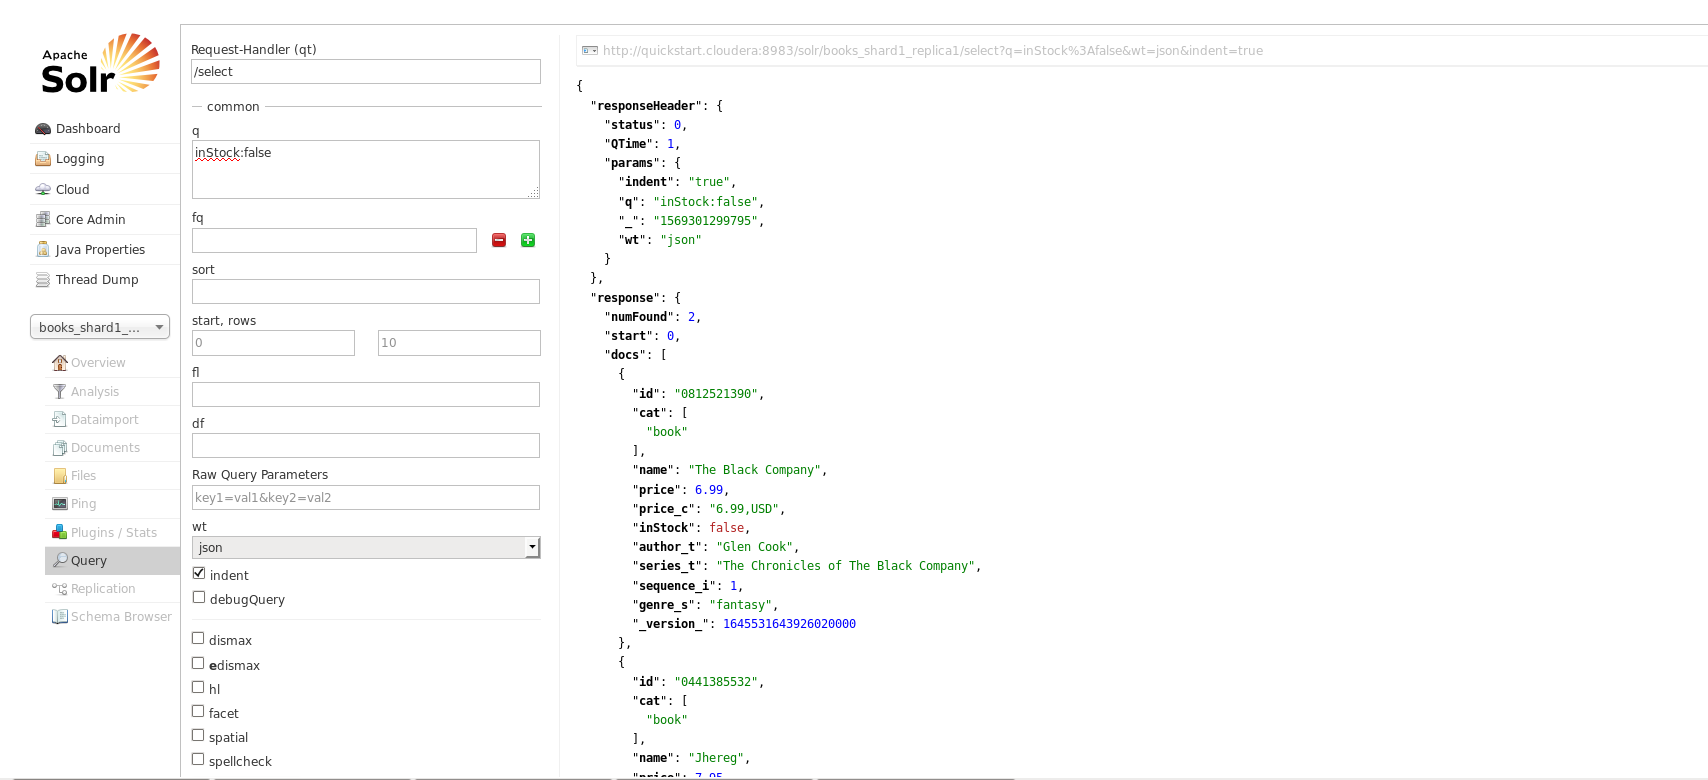 Apache
Solr
Dashboard
Logging
Cloud
Core Admin
Java Properties
Thread Dump
books_shard1_...
Overview
Analysis
Dataimport
Documents
Files
Ping
Plugins / Stats
Query
Replication
Schema Browser
Request-Handler (qt)
/select
common
q
inStock:false
fq
sort
start, rows
0 10
fl
df
Raw Query Parameters
key1=val1&key2=val2
wt
json
indent
debugQuery
dismax
edismax
hl
facet
spatial
spellcheck
http://quickstart.cloudera:8983/solr/books_shard1_replica1/select?q=inStock%3Afalse&wt=json&indent=true
{
"responseHeader": {
"status": 0,
"QTime": 1,
"params": {
"indent": "true",
"q": "inStock:false",
"_": "1569301299795",
"wt": "json"
}
},
"response": {
"numFound": 2,
"start": 0,
"docs": [
{
"id": "0812521390",
"cat": [
"book"
],
"name": "The Black Company",
"price": 6.99,
"price_c": "6.99,USD",
"inStock": false,
"author_t": "Glen Cook",
"series_t": "The Chronicles of The Black Company",
"sequence_i": 1,
"genre_s": "fantasy",
"_version_": 1645531643926020000
},
{
"id": "0441385532",
"cat": [
"book"
],
"name": "Jhereg",
"price": 7.95,